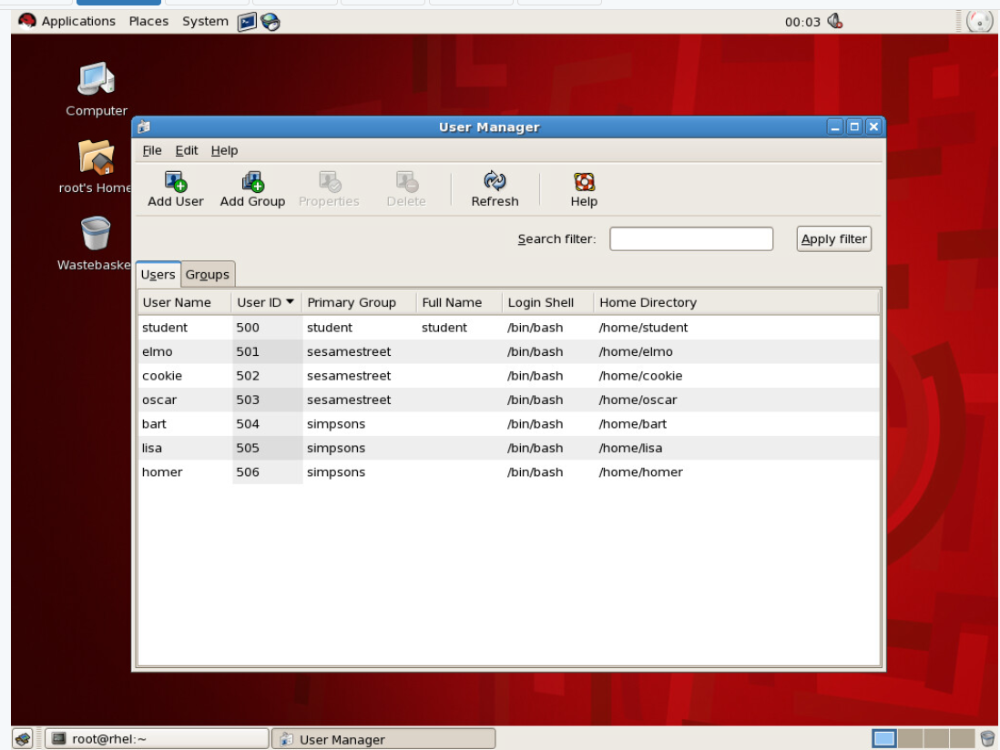 Applications Places System 00:03
Computer
User Manager
File Edit Help
root's Home
Add User Add Group Properties Delete Refresh Help
Search filter: Apply filter
Wastebaske
Users Groups
User Name User ID Primary Group Full Name Login Shell Home Directory
student 500 student student /bin/bash /home/student
elmo 501 sesamestreet /bin/bash /home/elmo
cookie 502 sesamestreet /bin/bash /home/cookie
oscar 503 sesamestreet /bin/bash /home/oscar
bart 504 simpsons /bin/bash /home/bart
lisa 505 simpsons /bin/bash /home/lisa
homer 506 simpsons /bin/bash /home/homer
root@rhel:~ User Manager